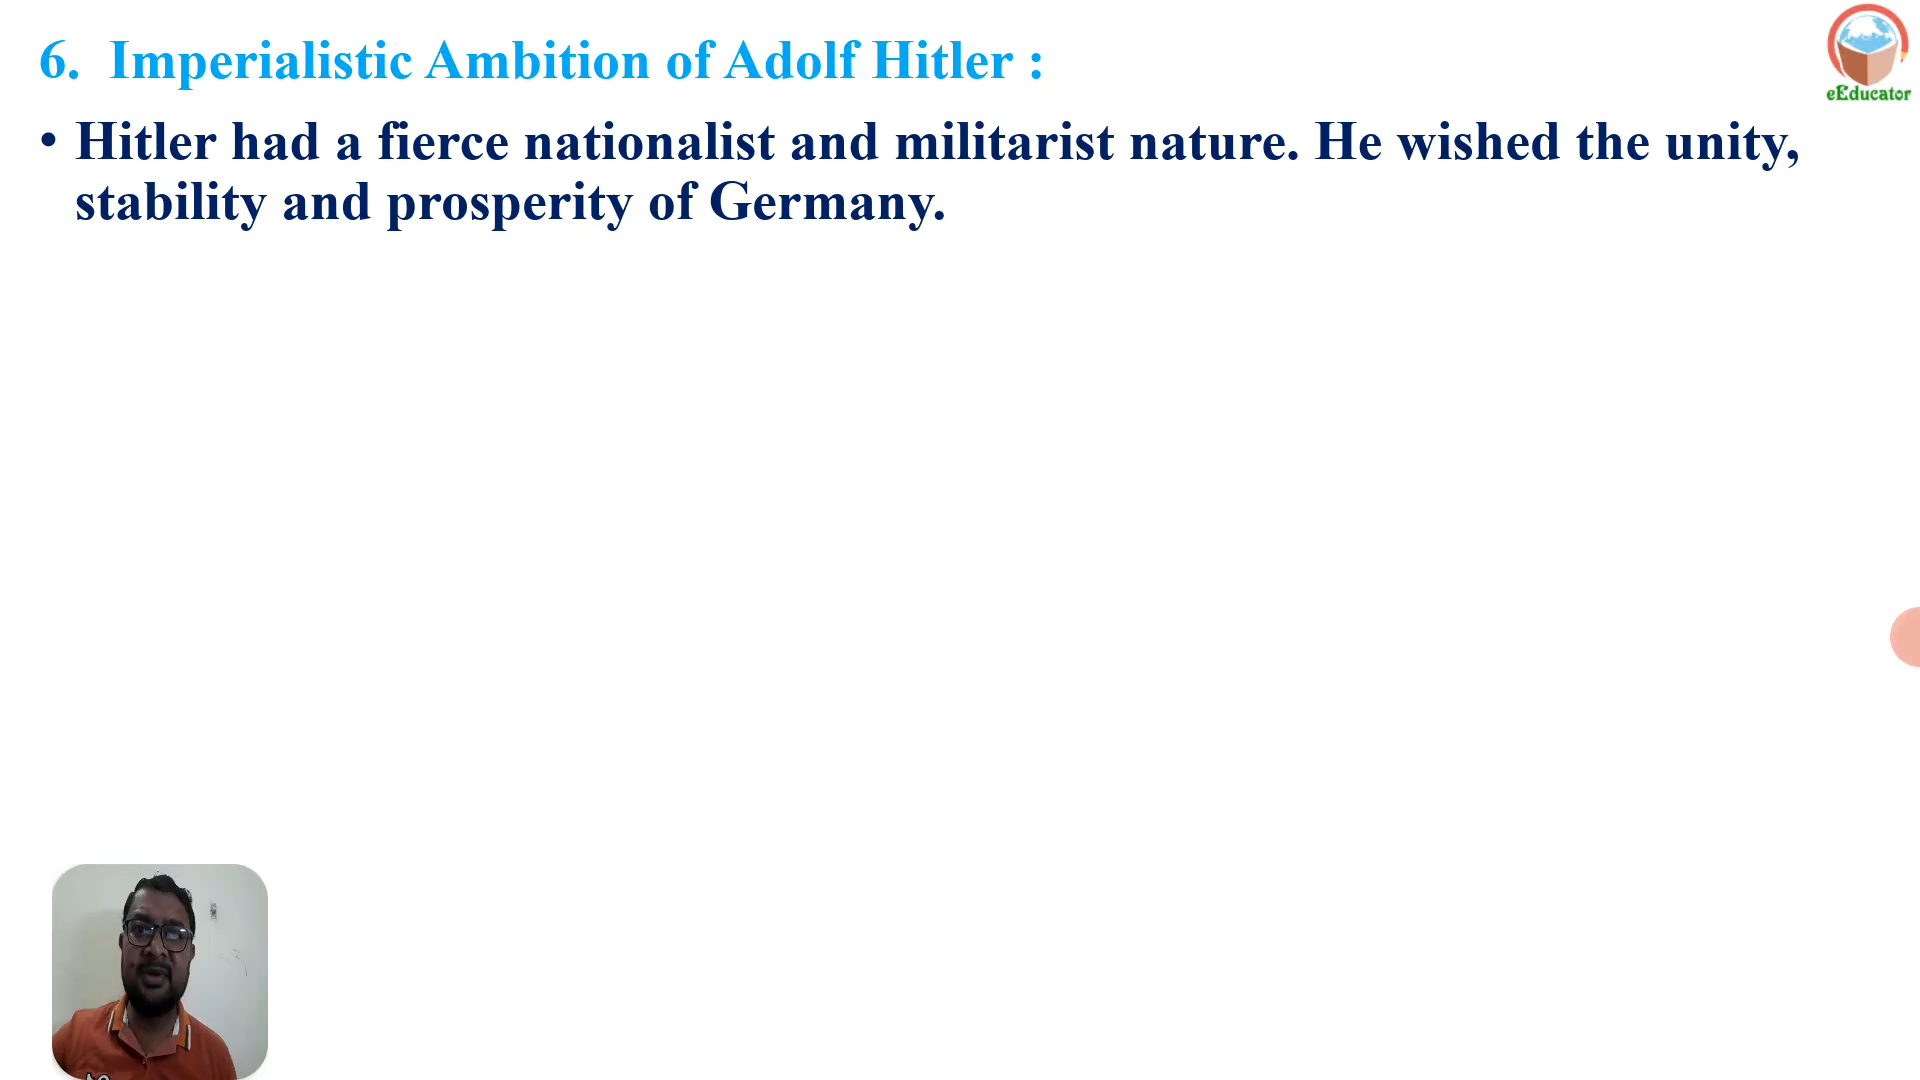 6. Imperialistic Ambition of Adolf Hitler :
eEducator
• Hitler had a fierce nationalist and militarist nature. He wished the unity,
stability and prosperity of Germany.